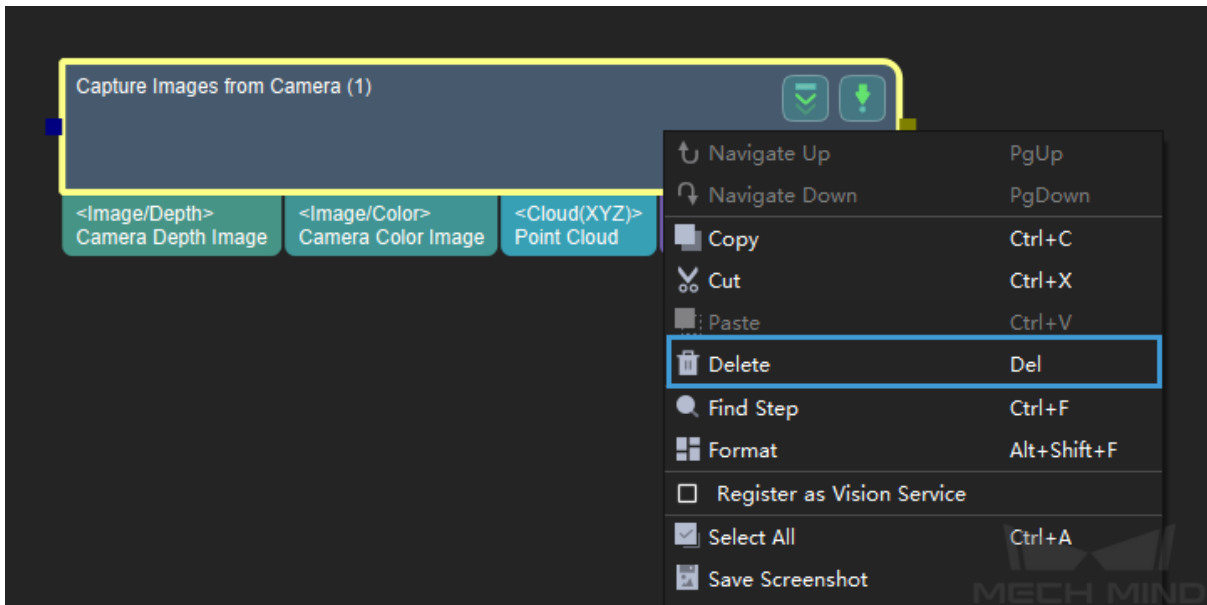 Capture Images from Camera (1)
<Image/Depth>
Camera Depth Image
<Image/Color>
Camera Color Image
<Cloud(XYZ)>
Point Cloud
Navigate Up PgUp
Navigate Down PgDown
Copy Ctrl+C
Cut Ctrl+X
Paste Ctrl+V
Delete Del
Find Step Ctrl+F
Format Alt+Shift+F
Register as Vision Service
Select All Ctrl+A
Save Screenshot
MECH MIND